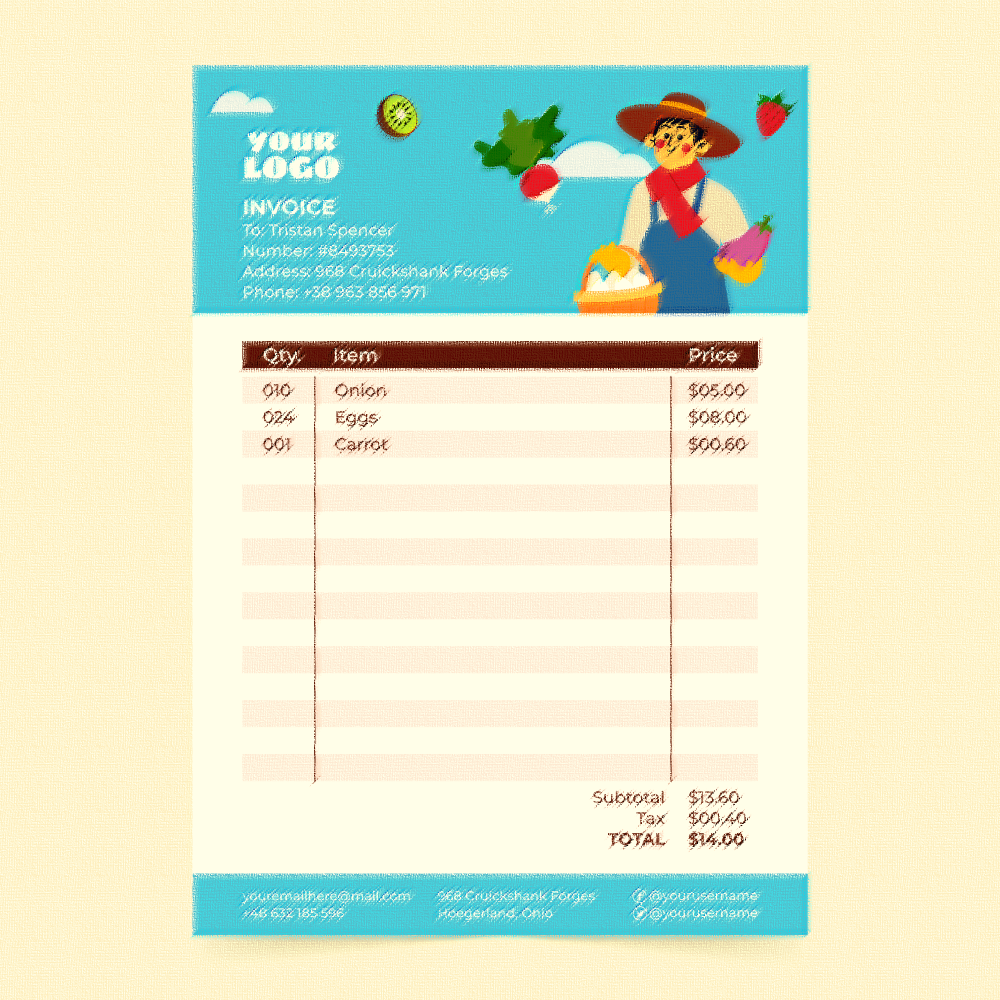 YOUR
LOGO
INVOICE
To: Tristan Spencer
Number: #8493753
Address: 968 Cruickshank Forges
Phone: +38 963 856 971
Qty. Item Price
010 Onion $05.00
024 Eggs $08.00
001 Carrot $00.60
Subtotal $13.60
Tax $00.40
TOTAL $14.00
youremailhere@mail.com 968 Cruickshank Forges @yourusername
+48 632 185 596 Hoegerland, Ohio @yourusername